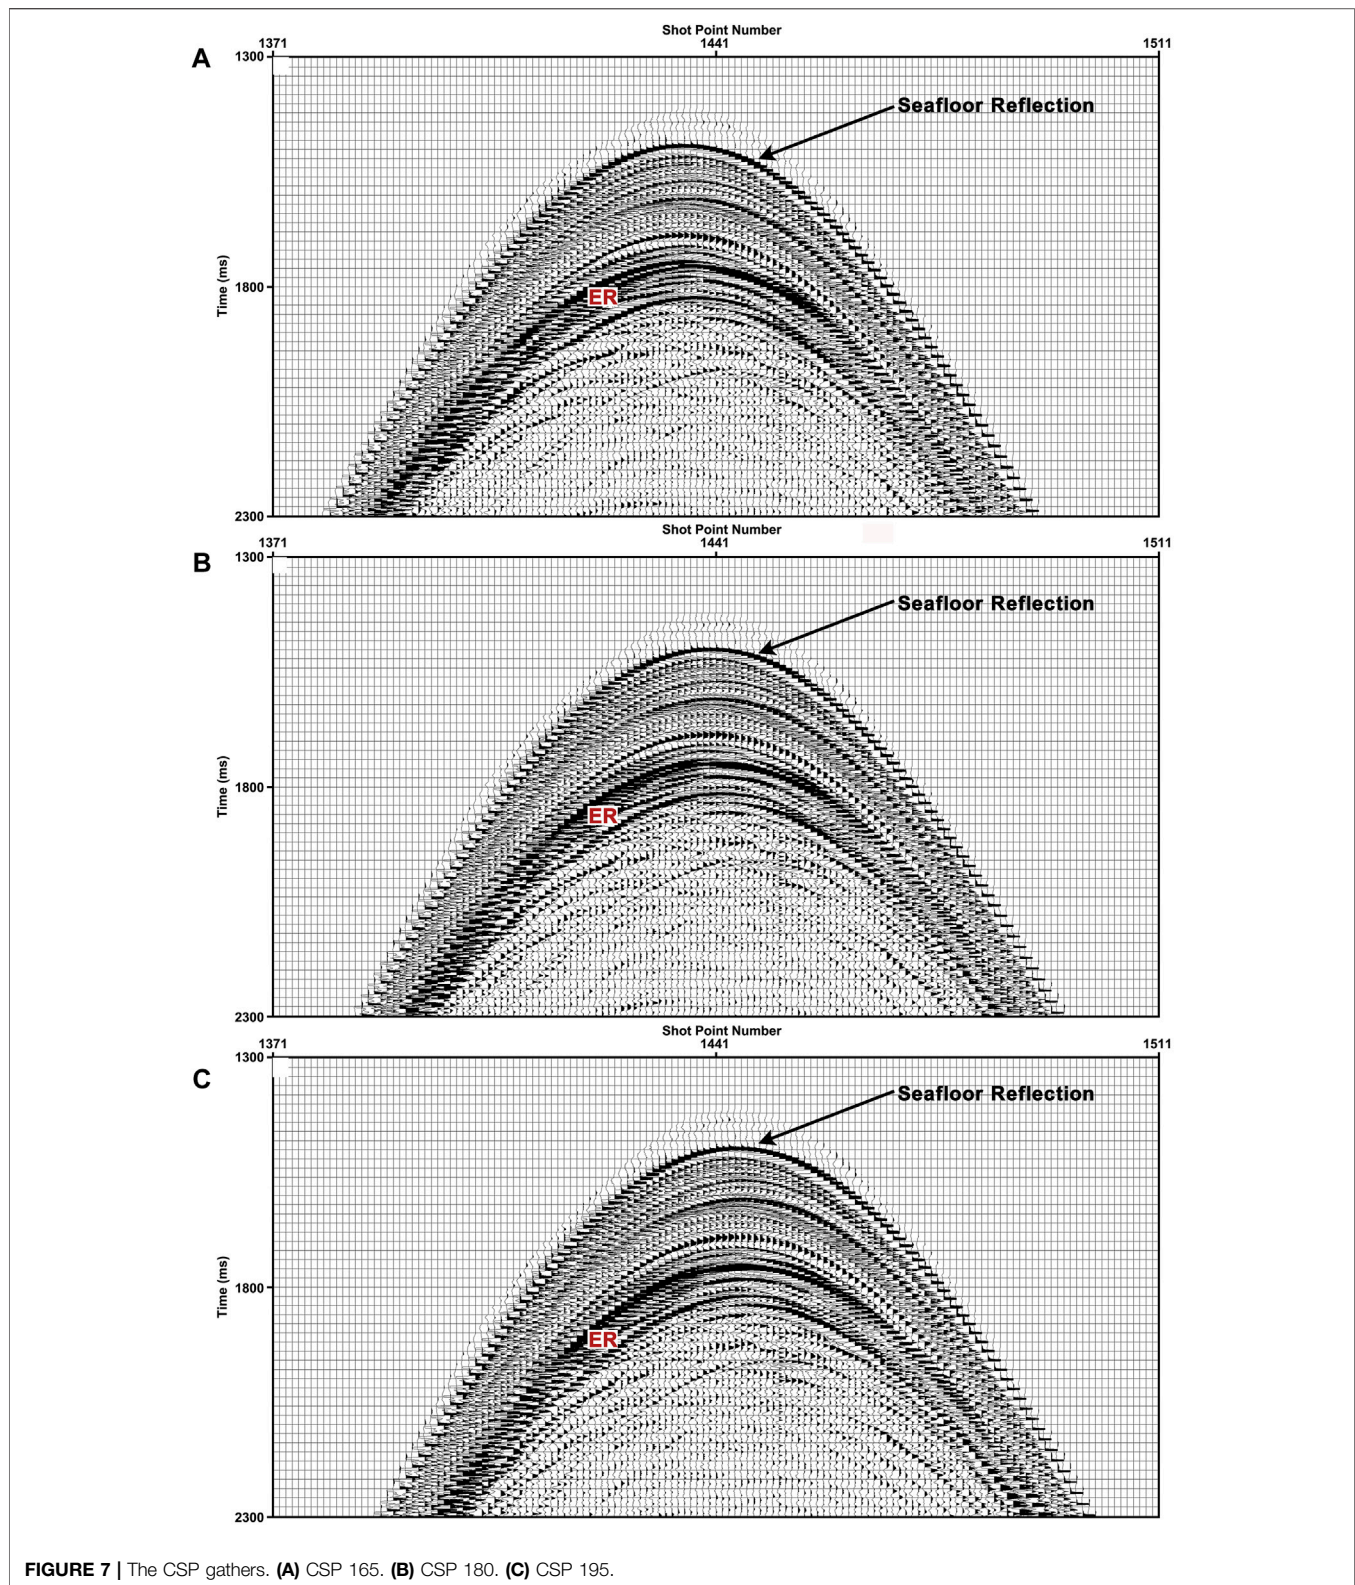 Shot Point Number
1371 1441 1511
A
1300
Seafloor Reflection
Time (ms)
1800
ER
2300
Shot Point Number
1371 1441 1511
1300
B
Seafloor Reflection
Time (ms)
1800
ER
2300
Shot Point Number
1371 1441 1511
1300
C
Seafloor Reflection
Time (ms)
1800
ER
2300
FIGURE 7 | The CSP gathers. (A) CSP 165. (B) CSP 180. (C) CSP 195.